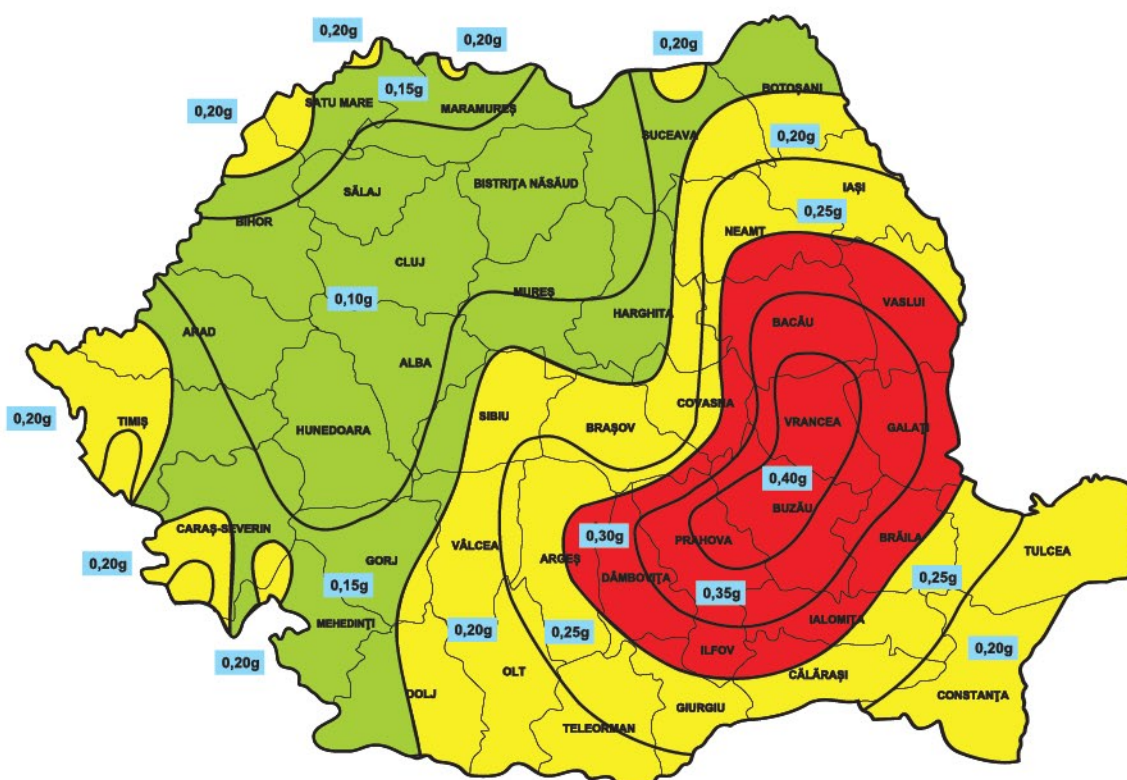 0,20g
0,20g
0,20g
0,15g
BOTOȘANI
0,20g
SATU MARE
MARAMUREȘ
SUCEAVA
0,20g
SĂLAJ
BISTRIȚA NĂSĂUD
IAȘI
BIHOR
0,25g
NEAMȚ
CLUJ
MUREȘ
0,10g
VASLUI
HARGHITA
BACĂU
ARAD
ALBA
COVASNA
0,20g
TIMIȘ
SIBIU
HUNEDOARA
BRAȘOV
VRANCEA
GALAȚI
0,40g
BUZĂU
CARAȘ-SEVERIN
0,30g
PRAHOVA
BRĂILA
VÂLCEA
TULCEA
0,20g
GORJ
ARGEȘ
DÂMBOVIȚA
0,25g
0,15g
0,35g
MEHEDINȚI
IALOMIȚA
0,20g
0,25g
ILFOV
0,20g
0,20g
OLT
CĂLĂRAȘI
DOLJ
GIURGIU
CONSTANȚA
TELEORMAN